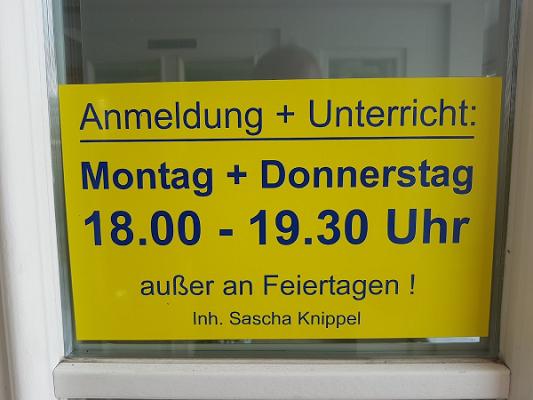 Anmeldung + Unterricht:
Montag + Donnerstag
18.00 - 19.30 Uhr
außer an Feiertagen !
Inh. Sascha Knippel